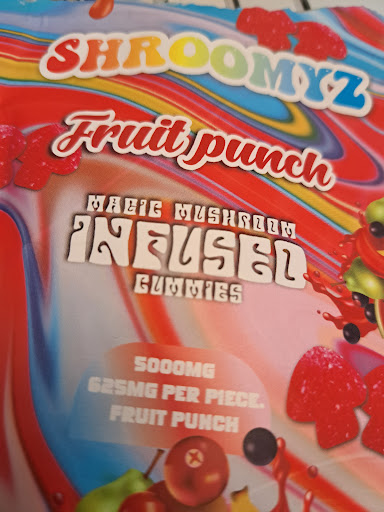 SHROOMYZ
Fruit punch
MAGIC MUSHROOM
INFUSED
GUMMIES
5000MG
625MG PER PIECE.
FRUIT PUNCH